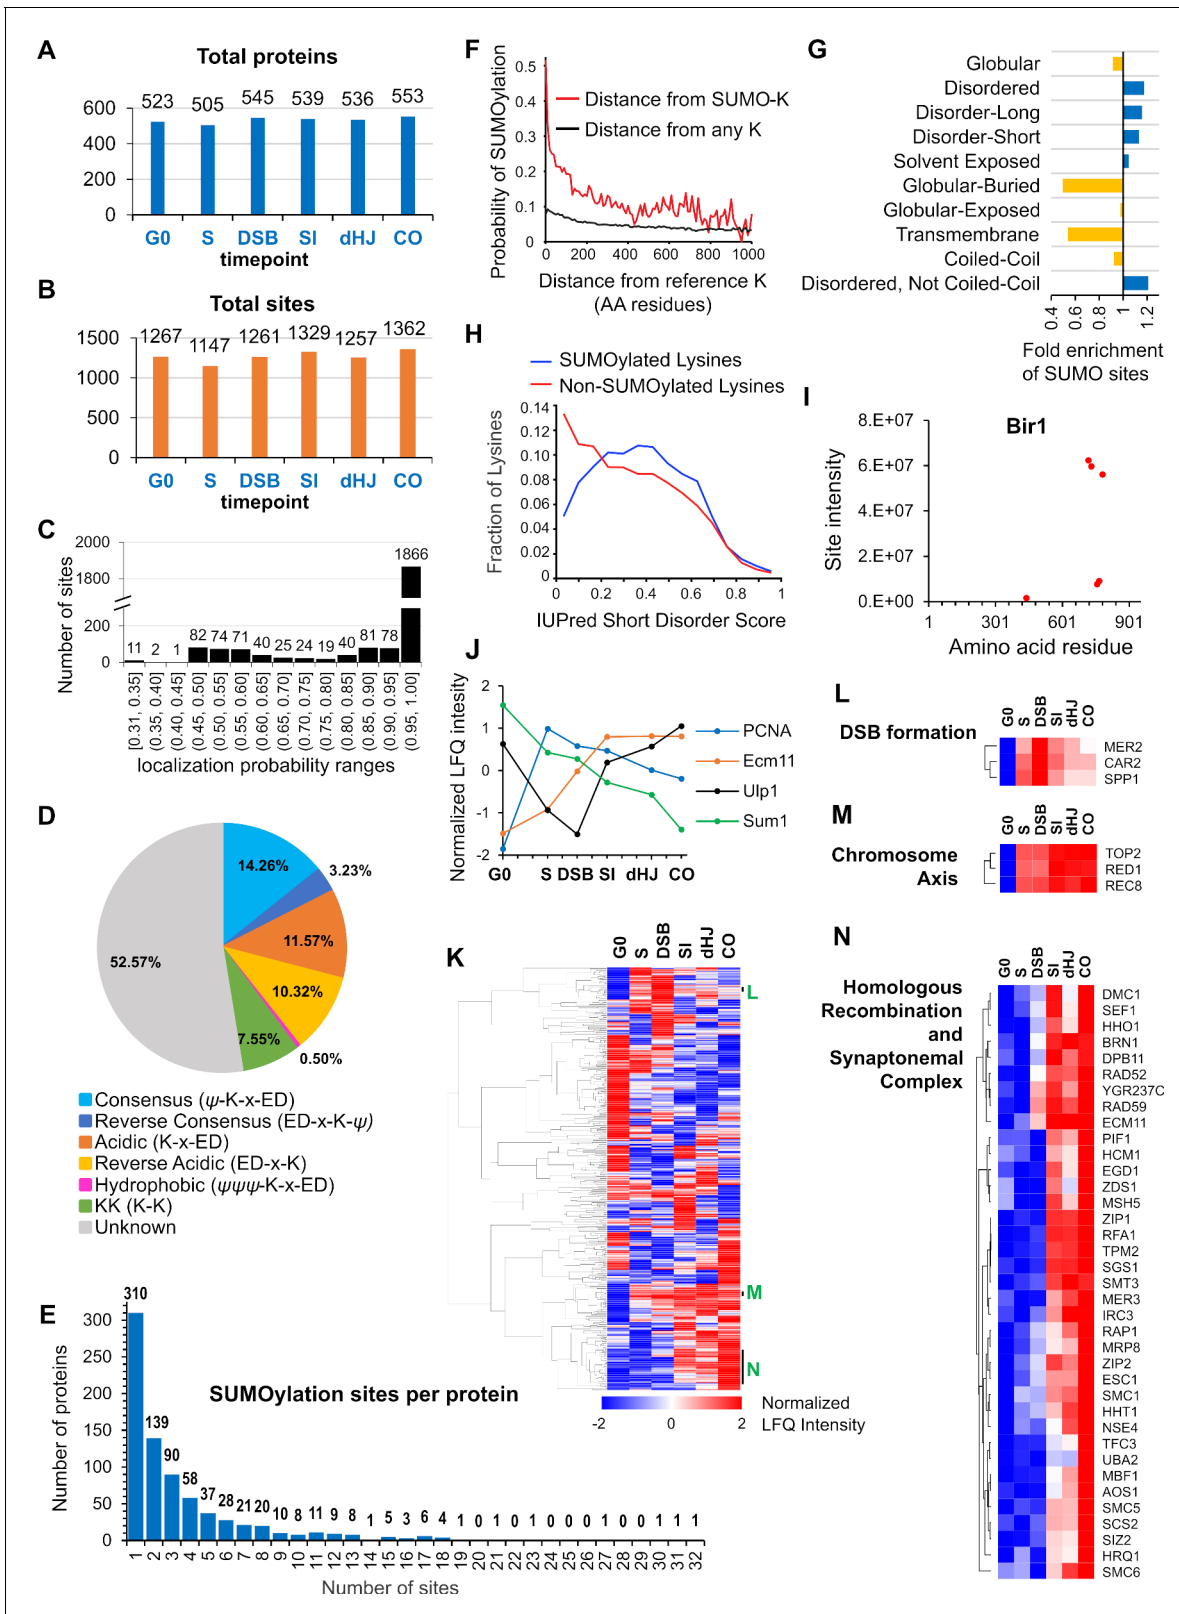 A
Total proteins
523 505 545 539 536 553
600
400
200
0
G0 S DSB SI dHJ CO
timepoint
B
Total sites
1267 1147 1261 1329 1257 1362
1500
1000
500
0
G0 S DSB SI dHJ CO
timepoint
C
Number of sites
2000
1800
200
0
11 2 1 82 74 71 40 25 24 19 40 81 78 1866
[0.31, 0.35]
(0.35, 0.40]
(0.40, 0.45]
(0.45, 0.50]
(0.50, 0.55]
(0.55, 0.60]
(0.60, 0.65]
(0.65, 0.70]
(0.70, 0.75]
(0.75, 0.80]
(0.80, 0.85]
(0.85, 0.90]
(0.90, 0.95]
(0.95, 1.00]
localization probability ranges
D
14.26%
3.23%
11.57%
10.32%
0.50%
7.55%
52.57%
Consensus (ψ-K-x-ED)
Reverse Consensus (ED-x-K-ψ)
Acidic (K-x-ED)
Reverse Acidic (ED-x-K)
Hydrophobic (ψψψ-K-x-ED)
KK (K-K)
Unknown
E
SUMOylation sites per protein
Number of proteins
300
250
200
150
100
50
0
310 139 90 58 37 28 21 20 10 8 11 9 8 1 5 3 6 4 1 0 1 0 1 0 0 0 1 0 0 1 1 1
1 2 3 4 5 6 7 8 9 10 11 12 13 14 15 16 17 18 19 20 21 22 23 24 25 26 27 28 29 30 31 32
Number of sites
F
Probability of SUMOylation
0.5
0.4
0.3
0.2
0.1
0
Distance from SUMO-K
Distance from any K
0 200 400 600 800 1000
Distance from reference K
(AA residues)
G
Globular
Disordered
Disorder-Long
Disorder-Short
Solvent Exposed
Globular-Buried
Globular-Exposed
Transmembrane
Coiled-Coil
Disordered, Not Coiled-Coil
0.4 0.6 0.8 1 1.2
Fold enrichment
of SUMO sites
H
SUMOylated Lysines
Non-SUMOylated Lysines
Fraction of Lysines
0.14
0.12
0.10
0.08
0.06
0.04
0.02
0
0 0.2 0.4 0.6 0.8 1
IUPred Short Disorder Score
I
Bir1
Site intensity
8.E+07
6.E+07
4.E+07
2.E+07
0.E+00
1 301 601 901
Amino acid residue
J
Normalized LFQ intesity
2
1
0
-1
-2
G0 S DSB SI dHJ CO
PCNA
Ecm11
Ulp1
Sum1
K
G0 S DSB SI dHJ CO
L
M
N
-2 0 2
Normalized
LFQ Intensity
L
DSB formation
G0 S DSB SI dHJ CO
MER2
CAR2
SPP1
M
Chromosome
Axis
G0 S DSB SI dHJ CO
TOP2
RED1
REC8
N
Homologous
Recombination
and
Synaptonemal
Complex
G0 S DSB SI dHJ CO
DMC1
SEF1
HHO1
BRN1
DPB11
RAD52
YGR237C
RAD59
ECM11
PIF1
HCM1
EGD1
ZDS1
MSH5
ZIP1
RFA1
TPM2
SGS1
SMT3
MER3
IRC3
RAP1
MRP8
ZIP2
ESC1
SMC1
HHT1
NSE4
TFC3
UBA2
MBF1
AOS1
SMC5
SCS2
SIZ2
HRQ1
SMC6